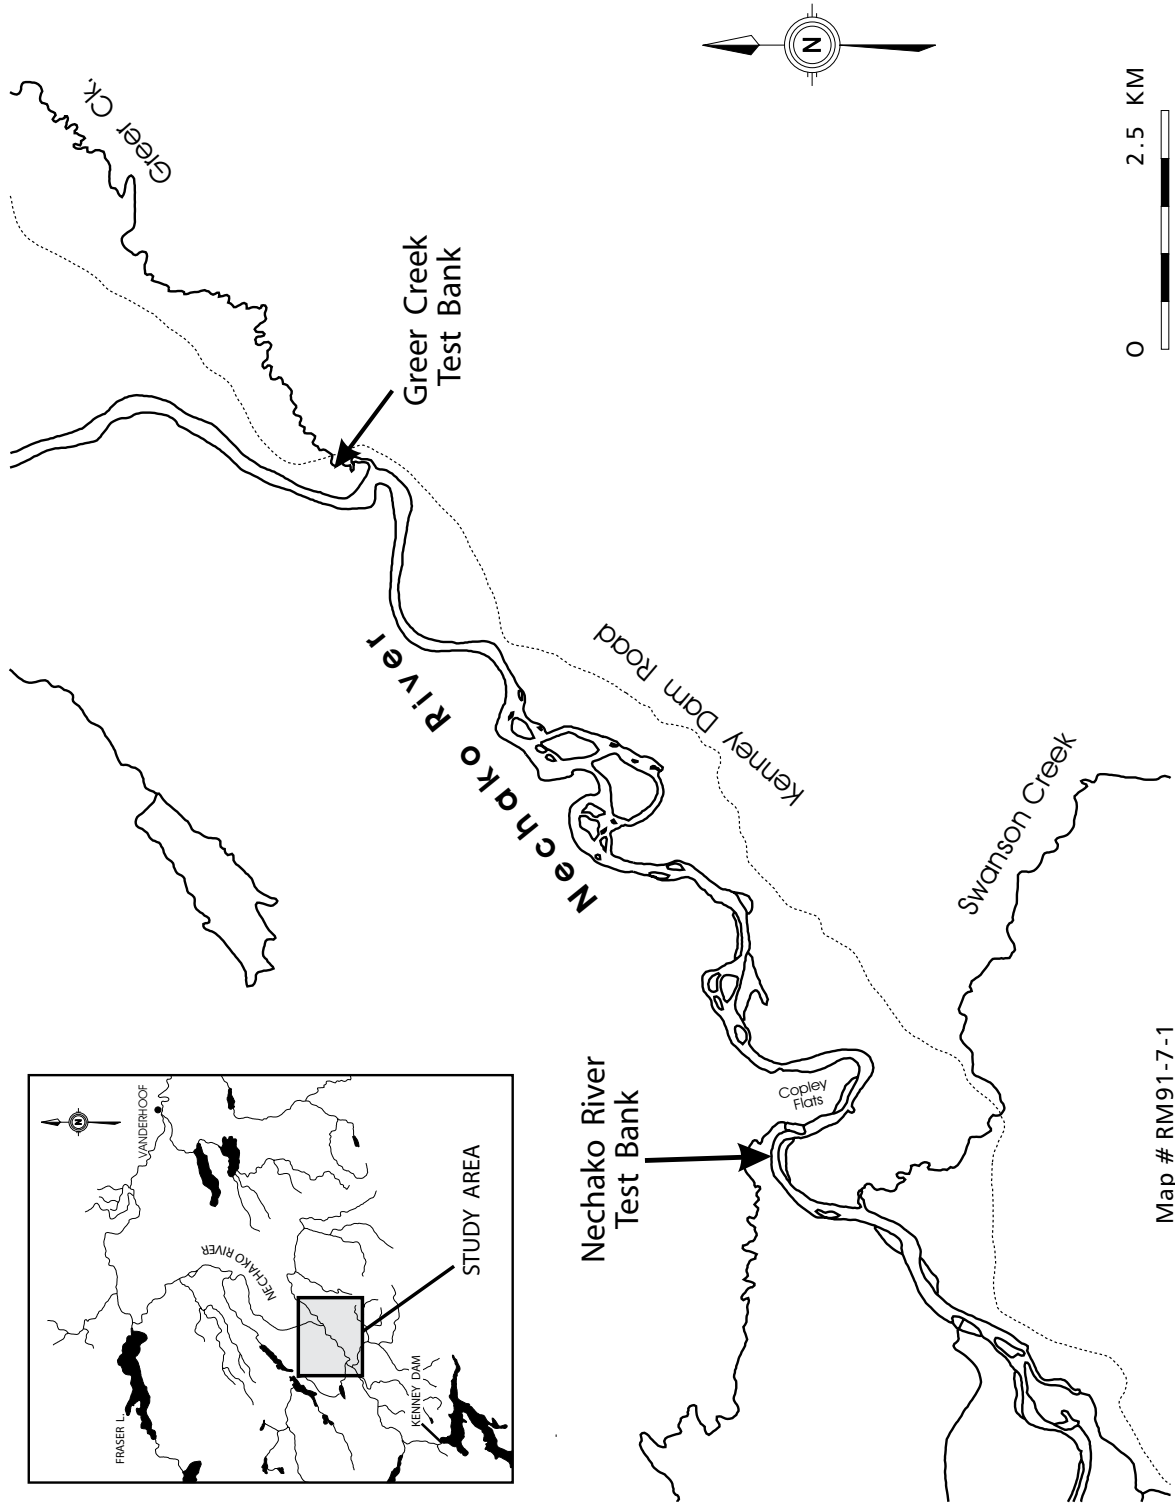 N
Greer Ck.
Greer Creek
Test Bank
2.5 KM
0
Nechako River
Kenney Dam Road
Swanson Creek
Copley
Flats
Nechako River
Test Bank
VANDERHOOF
N
NECHAKO RIVER
STUDY AREA
FRASER L.
KENNEY DAM
Map # RM91-7-1